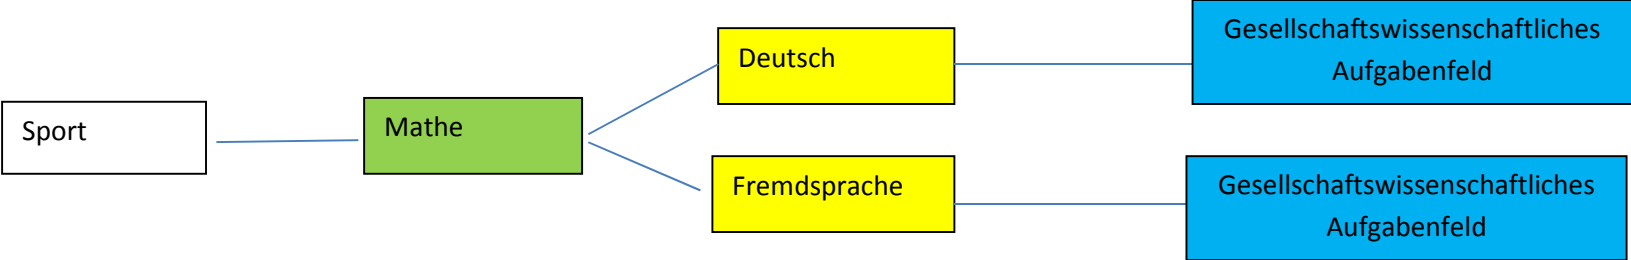 Sport
Mathe
Deutsch
Gesellschaftswissenschaftliches
Aufgabenfeld
Fremdsprache
Gesellschaftswissenschaftliches
Aufgabenfeld